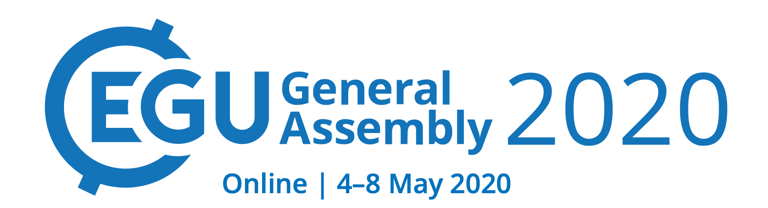 EGU General Assembly 2020
Online | 4–8 May 2020